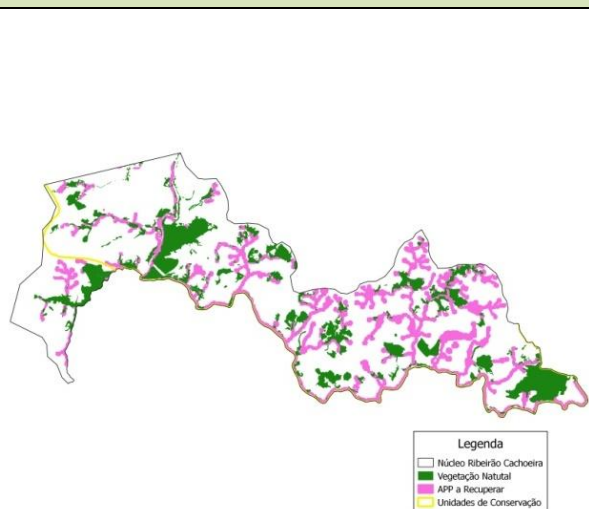 Legenda
Núcleo Ribeirão Cachoeira
Vegetação Natutal
APP a Recuperar
Unidades de Conservação